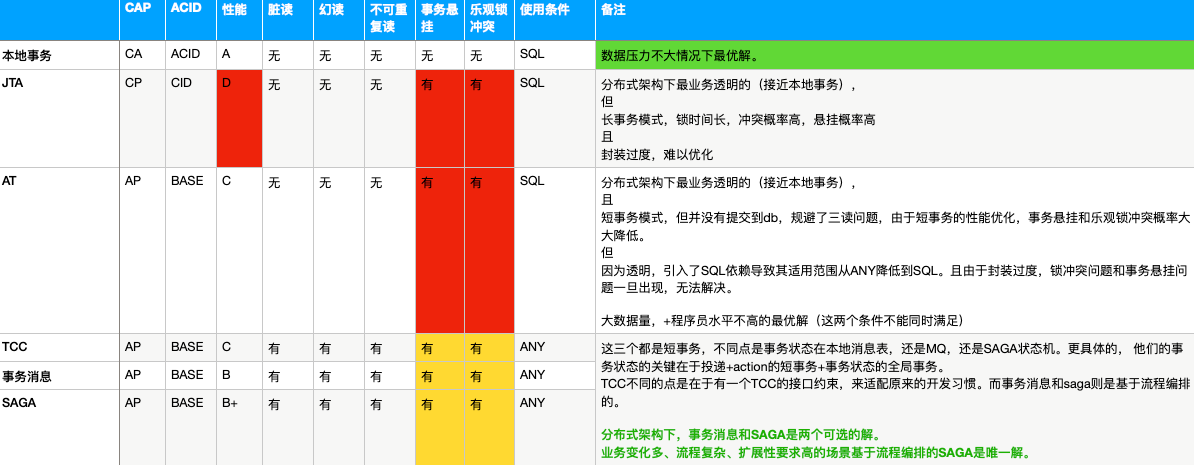 CAP ACID 性能 脏读 幻读 不可重复读 事务悬挂 乐观锁冲突 使用条件 备注
本地事务 CA ACID A 无 无 无 无 无 SQL 数据压力不大情况下最优解。
JTA CP CID D 无 无 无 有 有 SQL 分布式架构下最业务透明的（接近本地事务），
但
长事务模式，锁时间长，冲突概率高，悬挂概率高
且
封装过度，难以优化
AT AP BASE C 无 无 无 有 有 SQL 分布式架构下最业务透明的（接近本地事务），
且
短事务模式，但并没有提交到db，规避了三读问题，由于短事务的性能优化，事务悬挂和乐观锁冲突概率大
大降低。
但
因为透明，引入了SQL依赖导致其适用范围从ANY降低到SQL。且由于封装过度，锁冲突问题和事务悬挂问
题一旦出现，无法解决。
大数据量，+程序员水平不高的最优解（这两个条件不能同时满足）
TCC AP BASE C 有 有 有 有 有 ANY 这三个都是短事务，不同点是事务状态在本地消息表，还是MQ，还是SAGA状态机。更具体的， 他们的事
务状态的关键在于投递+action的短事务+事务状态的全局事务。
事务消息 AP BASE B 有 有 有 有 有 ANY TCC不同的点是在于有一个TCC的接口约束，来适配原来的开发习惯。而事务消息和saga则是基于流程编排
的。
SAGA AP BASE B+ 有 有 有 有 有 ANY
分布式架构下，事务消息和SAGA是两个可选的解。
业务变化多、流程复杂、扩展性要求高的场景基于流程编排的SAGA是唯一解。